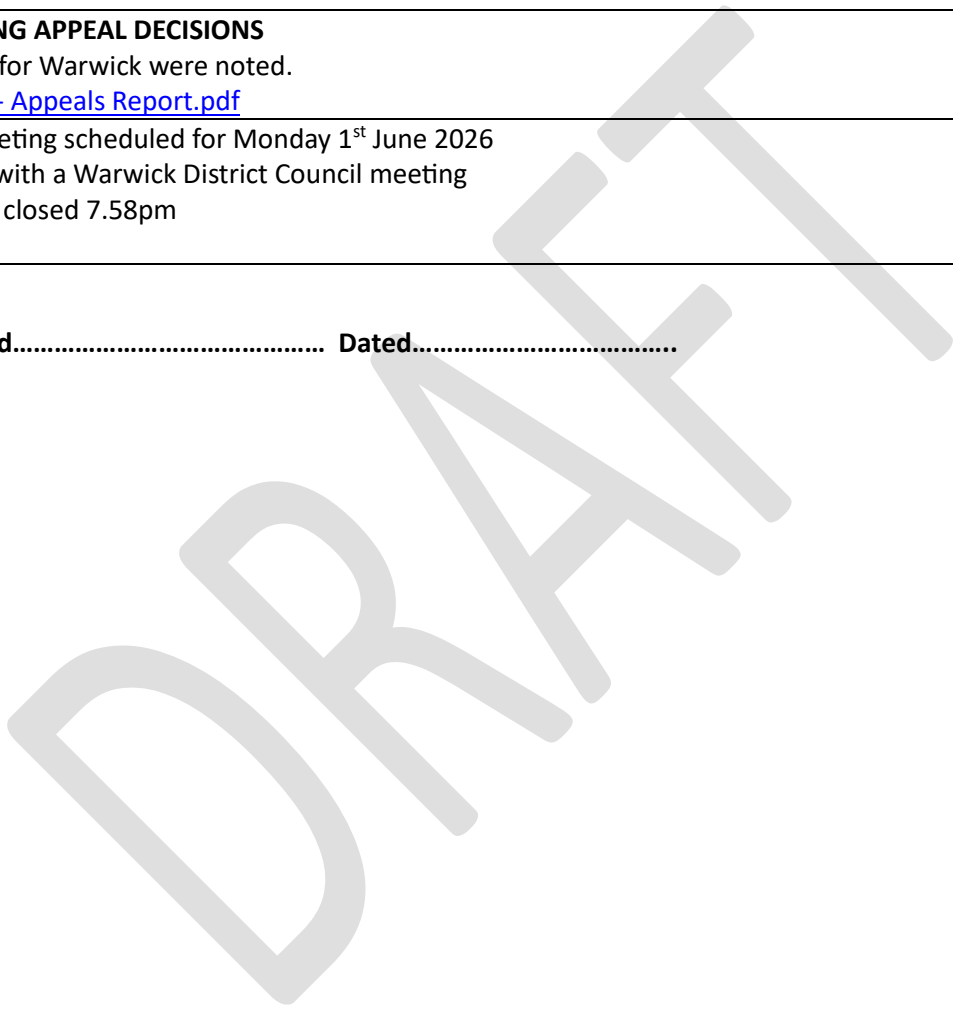 NG APPEAL DECISIONS
for Warwick were noted.
- Appeals Report.pdf
eting scheduled for Monday 1st June 2026
with a Warwick District Council meeting
closed 7.58pm
d………………………………………  Dated………………………………..
DRAFT